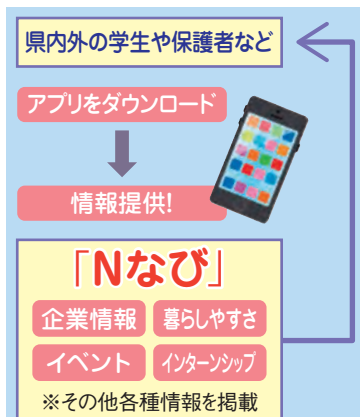 県内外の学生や保護者など
アプリをダウンロード
情報提供!
「Nなび」
企業情報 暮らしやすさ
イベント インターンシップ
※その他各種情報を掲載